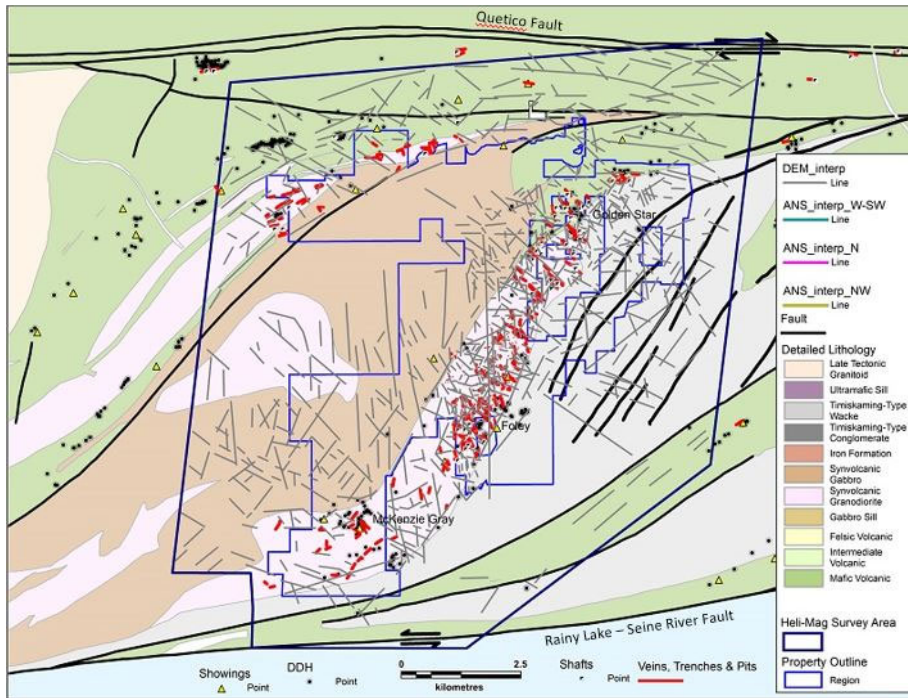 Quetico Fault
DEM_interp
Line
ANS_interp_W-SW
Line
ANS_interp_N
Line
ANS_interp_NW
Line
Fault
Detailed Lithology
Late Tectonic
Granitoid
Ultramafic Sill
Timiskaming-Type
Wacke
Timiskaming-Type
Conglomerate
Iron Formation
Synvolcanic
Gabbro
Synvolcanic
Granodiorite
Gabbro Sill
Felsic Volcanic
Intermediate
Volcanic
Mafic Volcanic
Heli-Mag Survey Area
Property Outline
Region
Golden Star
Foley
McKenzie Gray
Rainy Lake – Seine River Fault
Showings
Point
DDH
Point
0 2.5
kilometres
Shafts
Point
Veins, Trenches & Pits